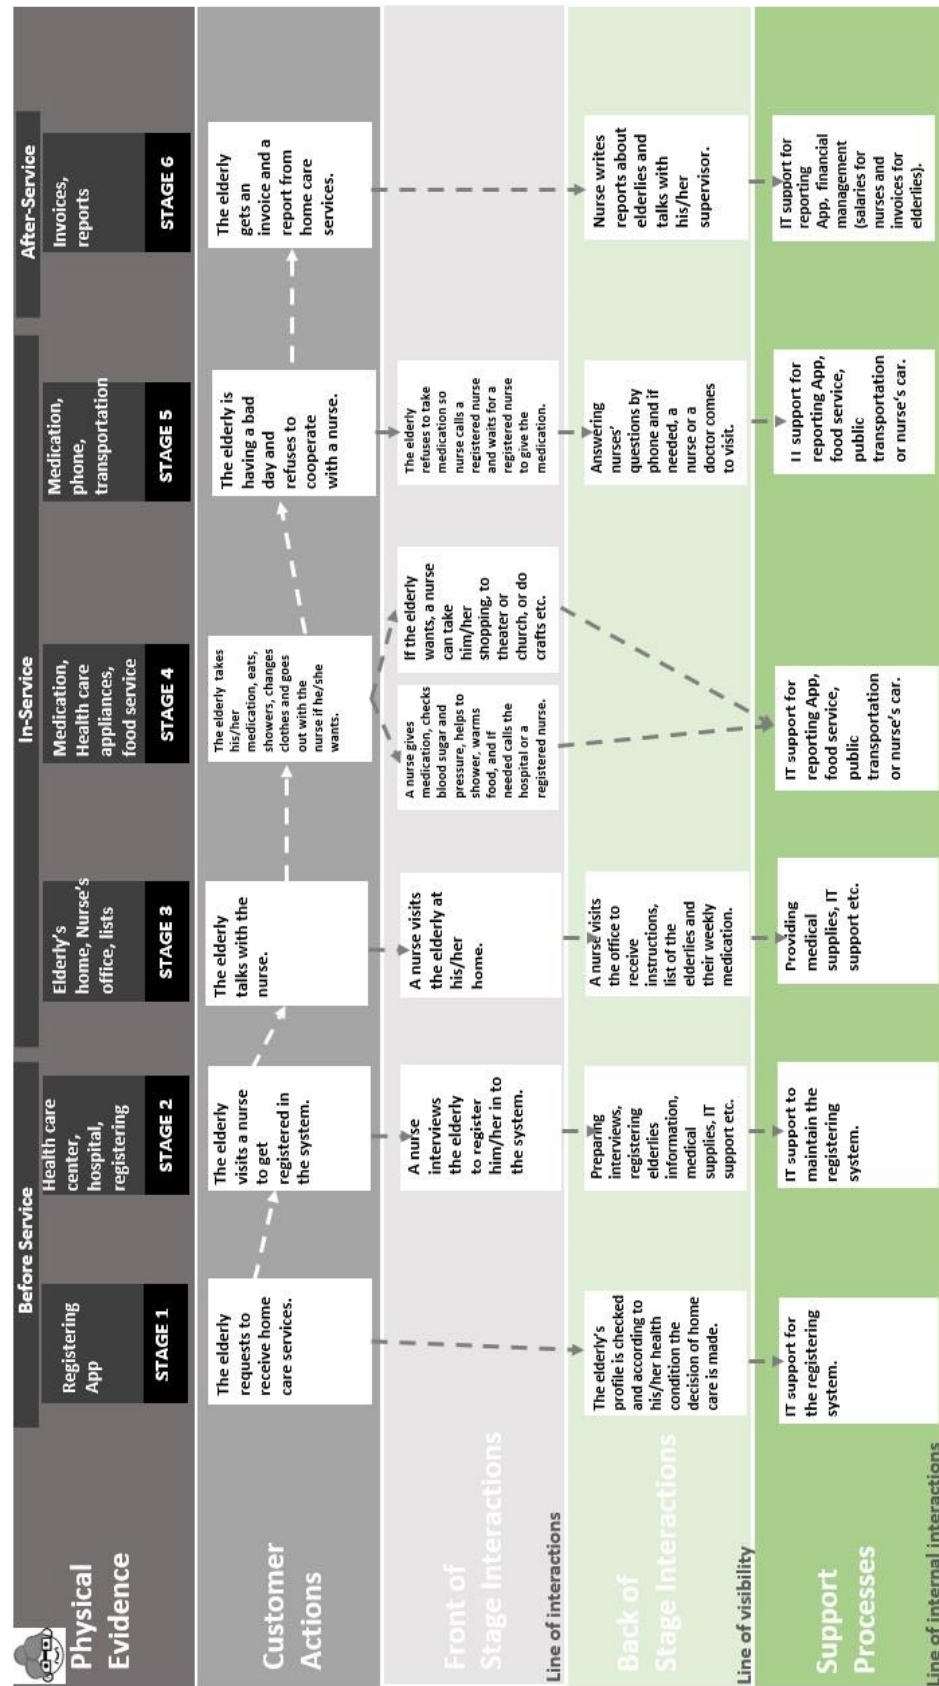 Before Service
In-Service
After-Service
Physical
Evidence
Registering
App
STAGE 1
Health care
center,
hospital,
registering
STAGE 2
Elderly's
home, Nurse's
office, lists
STAGE 3
Medication,
Health care
appliances,
food service
STAGE 4
Medication,
phone,
transportation
STAGE 5
Invoices,
reports
STAGE 6
Customer
Actions
The elderly
requests to
receive home
care services.
The elderly
visits a nurse
to get
registered in
the system.
The elderly
talks with the
nurse.
The elderly takes
his/her
medication, eats,
showers, changes
clothes and goes
out with the
nurse if he/she
wants.
The elderly is
having a bad
day and
refuses to
cooperate
with a nurse.
The elderly
gets an
invoice and a
report from
home care
services.
Front of
Stage Interactions
A nurse
interviews
the elderly
to register
him/her in to
the system.
A nurse visits
the elderly at
his/her
home.
A nurse gives
medication, checks
blood sugar and
pressure, helps to
shower, warms
food, and if
needed calls the
hospital or a
registered nurse.
If the elderly
wants, a nurse
can take
him/her
shopping, to
theater or
church, or do
crafts etc.
The elderly
refuses to take
medication so
nurse calls a
registered nurse
and waits for a
registered nurse
to give the
medication.
Line of interactions
Back of
Stage Interactions
The elderly's
profile is checked
and according to
his/her health
condition the
decision of home
care is made.
Preparing
interviews,
registering
elderlies
information,
medical
supplies, IT
support etc.
A nurse visits
the office to
receive
instructions,
list of the
elderlies and
their weekly
medication.
Answering
nurses'
questions by
phone and if
needed, a
nurse or a
doctor comes
to visit.
Nurse writes
reports about
elderlies and
talks with
his/her
supervisor.
Line of visibility
Support
Processes
IT support for
the registering
system.
IT support to
maintain the
registering
system.
Providing
medical
supplies, IT
support etc.
IT support for
reporting App,
food service,
public
transportation
or nurse's car.
IT support for
reporting App,
food service,
public
transportation
or nurse's car.
IT support for
reporting
App, financial
management
(salaries for
nurses and
invoices for
elderlies).
Line of internal interactions